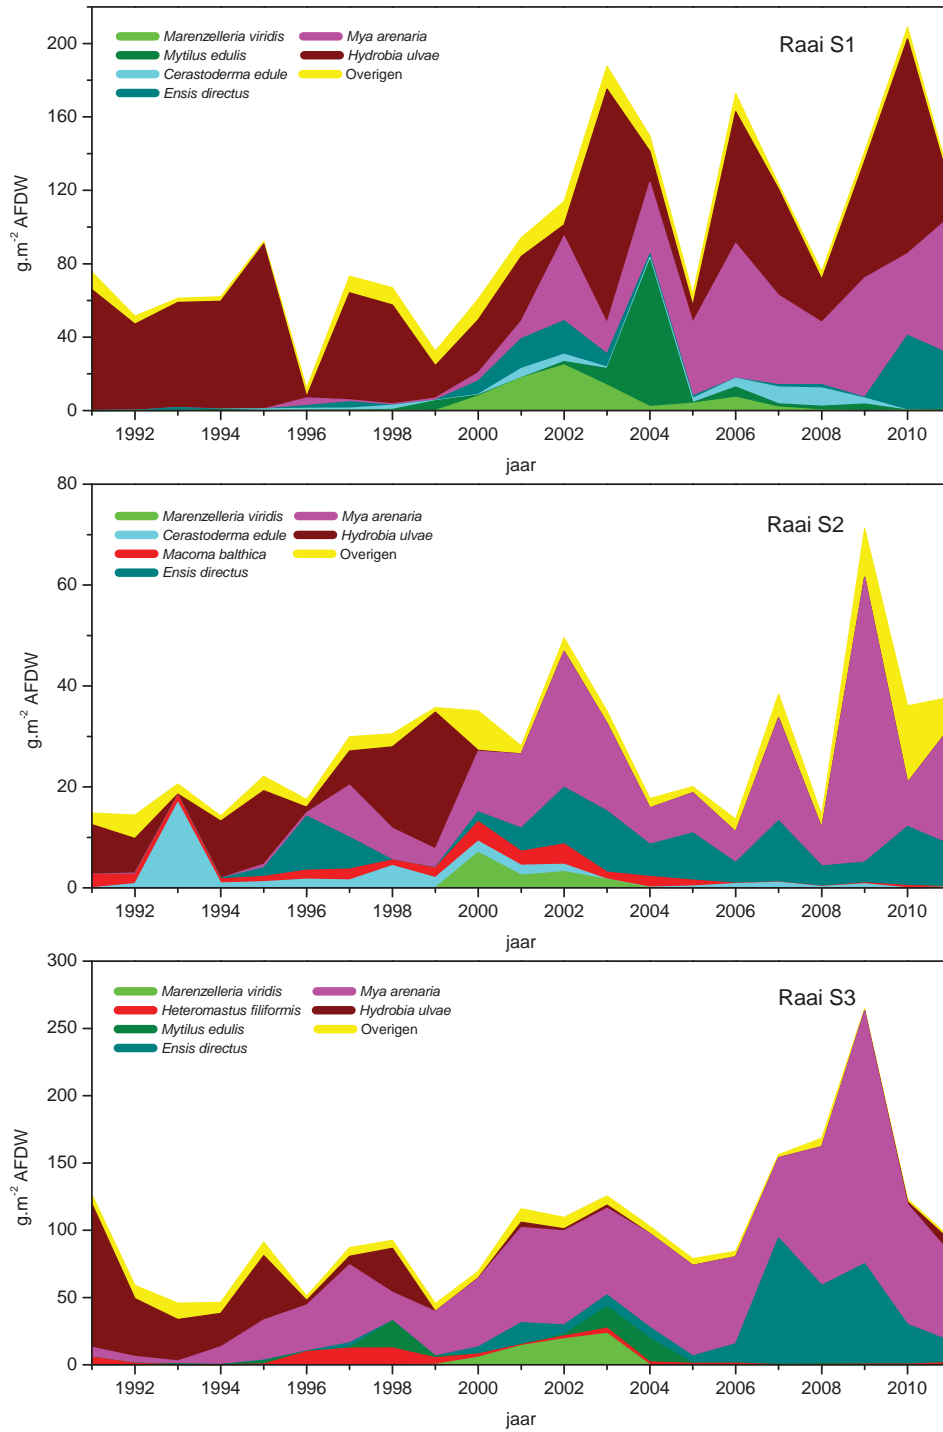 Raai S1
Marenzelleria viridis
Mytilus edulis
Cerastoderma edule
Ensis directus
Mya arenaria
Hydrobia ulvae
Overigen
g.m-2 AFDW
200
160
120
80
40
0
1992 1994 1996 1998 2000 2002 2004 2006 2008 2010
jaar
Raai S2
Marenzelleria viridis
Cerastoderma edule
Macoma balthica
Ensis directus
Mya arenaria
Hydrobia ulvae
Overigen
g.m-2 AFDW
80
60
40
20
0
1992 1994 1996 1998 2000 2002 2004 2006 2008 2010
jaar
Raai S3
Marenzelleria viridis
Heteromastus filiformis
Mytilus edulis
Ensis directus
Mya arenaria
Hydrobia ulvae
Overigen
g.m-2 AFDW
300
250
200
150
100
50
0
1992 1994 1996 1998 2000 2002 2004 2006 2008 2010
jaar